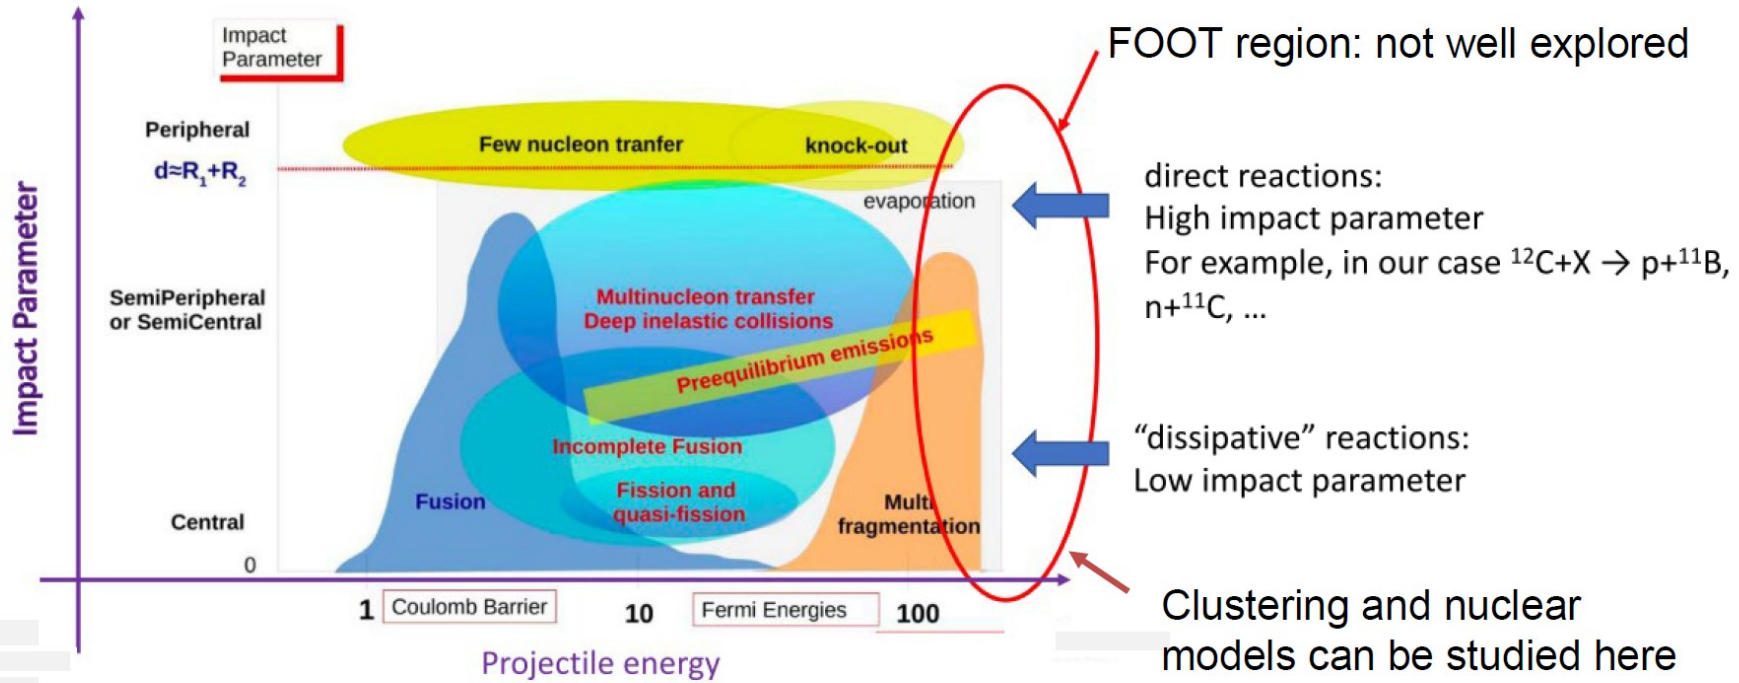 Impact
Parameter
FOOT region: not well explored
Peripheral
d≈R₁+R₂
Few nucleon tranfer
knock-out
evaporation
direct reactions:
High impact parameter
For example, in our case ¹²C+X → p+¹¹B,
n+¹¹C, ...
Impact Parameter
SemiPeripheral
or SemiCentral
Multinucleon transfer
Deep inelastic collisions
Preequilibrium emissions
"dissipative" reactions:
Low impact parameter
Incomplete Fusion
Fusion
Fission and
quasi-fission
Multi
fragmentation
Central
0
1
Coulomb Barrier
10
Fermi Energies
100
Projectile energy
Clustering and nuclear
models can be studied here